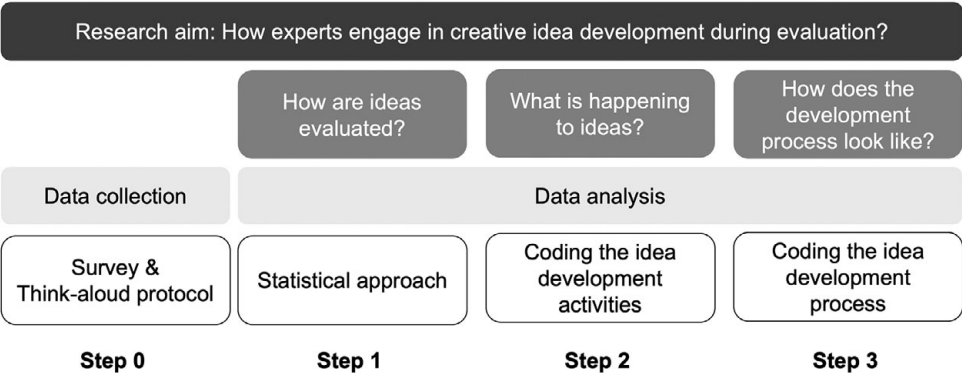 Research aim: How experts engage in creative idea development during evaluation?
How are ideas
evaluated?
What is happening
to ideas?
How does the
development
process look like?
Data collection
Data analysis
Survey &
Think-aloud protocol
Statistical approach
Coding the idea
development
activities
Coding the idea
development
process
Step 0
Step 1
Step 2
Step 3